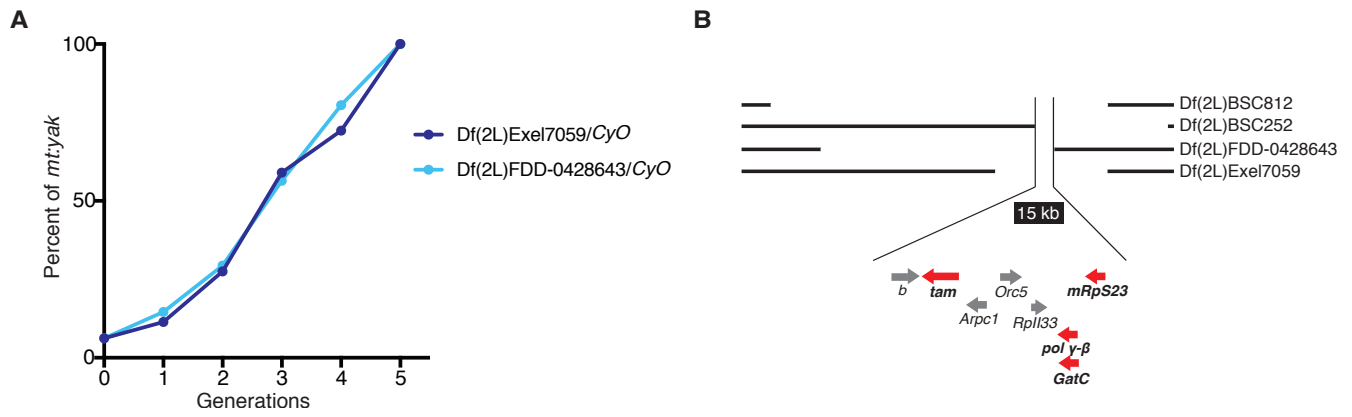 A
Percent of mt:yak
100
50
0
0 1 2 3 4 5
Generations
Df(2L)Exel7059/CyO
Df(2L)FDD-0428643/CyO
B
Df(2L)BSC812
Df(2L)BSC252
Df(2L)FDD-0428643
Df(2L)Exel7059
15 kb
b
tam
Arpc1
Orc5
RpII33
mRpS23
pol γ-β
GatC